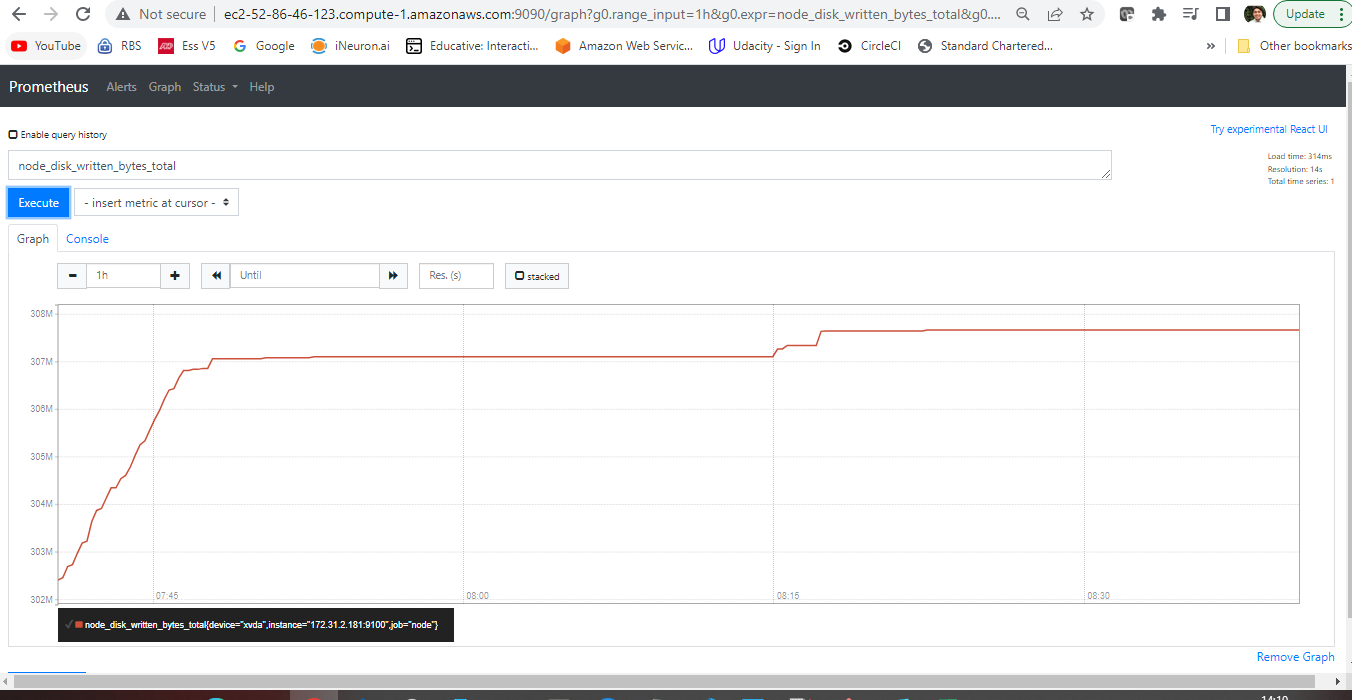 Not secure ec2-52-86-46-123.compute-1.amazonaws.com:9090/graph?g0.range_input=1h&g0.expr=node_disk_written_bytes_total&g0.... Update
YouTube RBS Ess V5 Google iNeuron.ai Educative: Interacti... Amazon Web Servic... Udacity - Sign In CircleCI Standard Chartered... » Other bookmarks
Prometheus Alerts Graph Status Help
Enable query history Try experimental React UI
node_disk_written_bytes_total
Load time: 314ms
Resolution: 14s
Total time series: 1
Execute - insert metric at cursor -
Graph Console
1h Until Res. (s) stacked
308M
307M
306M
305M
304M
303M
302M
07:45 08:00 08:15 08:30
node_disk_written_bytes_total{device="xvda",instance="172.31.2.181:9100",job="node"}
Remove Graph